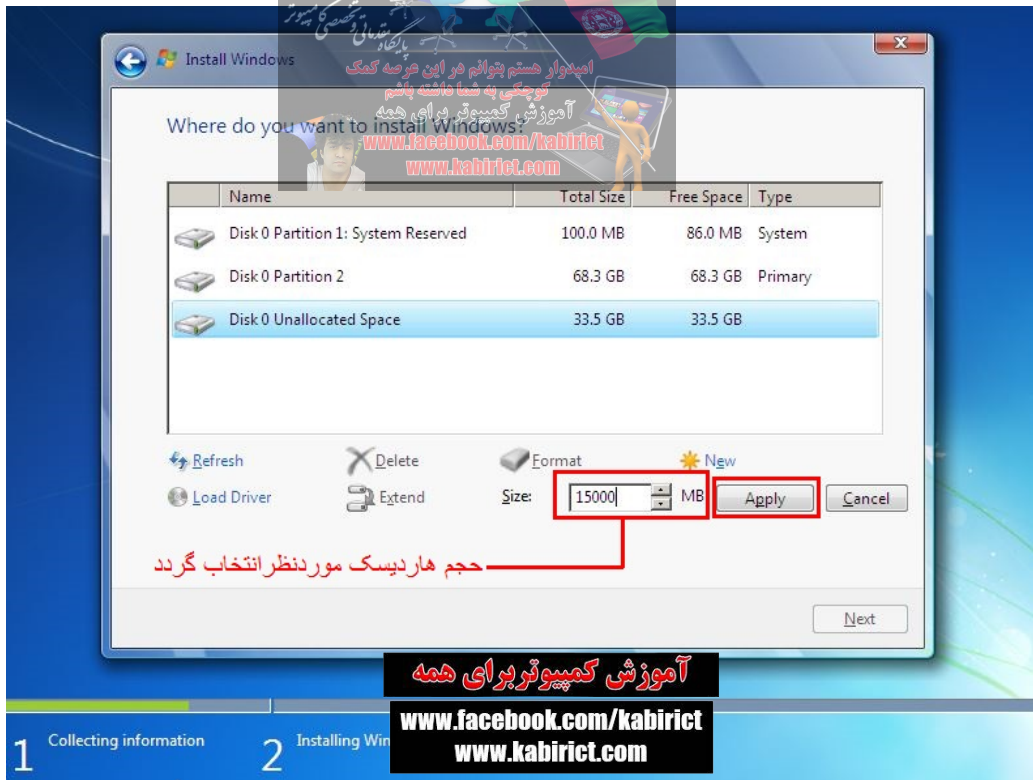 کمپیوتر
پایگاه مقدماتی و تخصصی
Install Windows
امیدوار هستم بتوانم در این عرصه کمک
کوچکی به شما داشته باشم
آموزش کمپیوتر برای همه
Where do you want to install Windows?
www.facebook.com/kabirict
www.kabirict.com
Name Total Size Free Space Type
Disk 0 Partition 1: System Reserved 100.0 MB 86.0 MB System
Disk 0 Partition 2 68.3 GB 68.3 GB Primary
Disk 0 Unallocated Space 33.5 GB 33.5 GB
Refresh Delete Format New
Load Driver Extend Size: 15000 MB Apply Cancel
حجم هاردیسک موردنظرانتخاب گردد
Next
آموزش کمپیوتربرای همه
www.facebook.com/kabirict
www.kabirict.com
1 Collecting information 2 Installing Win